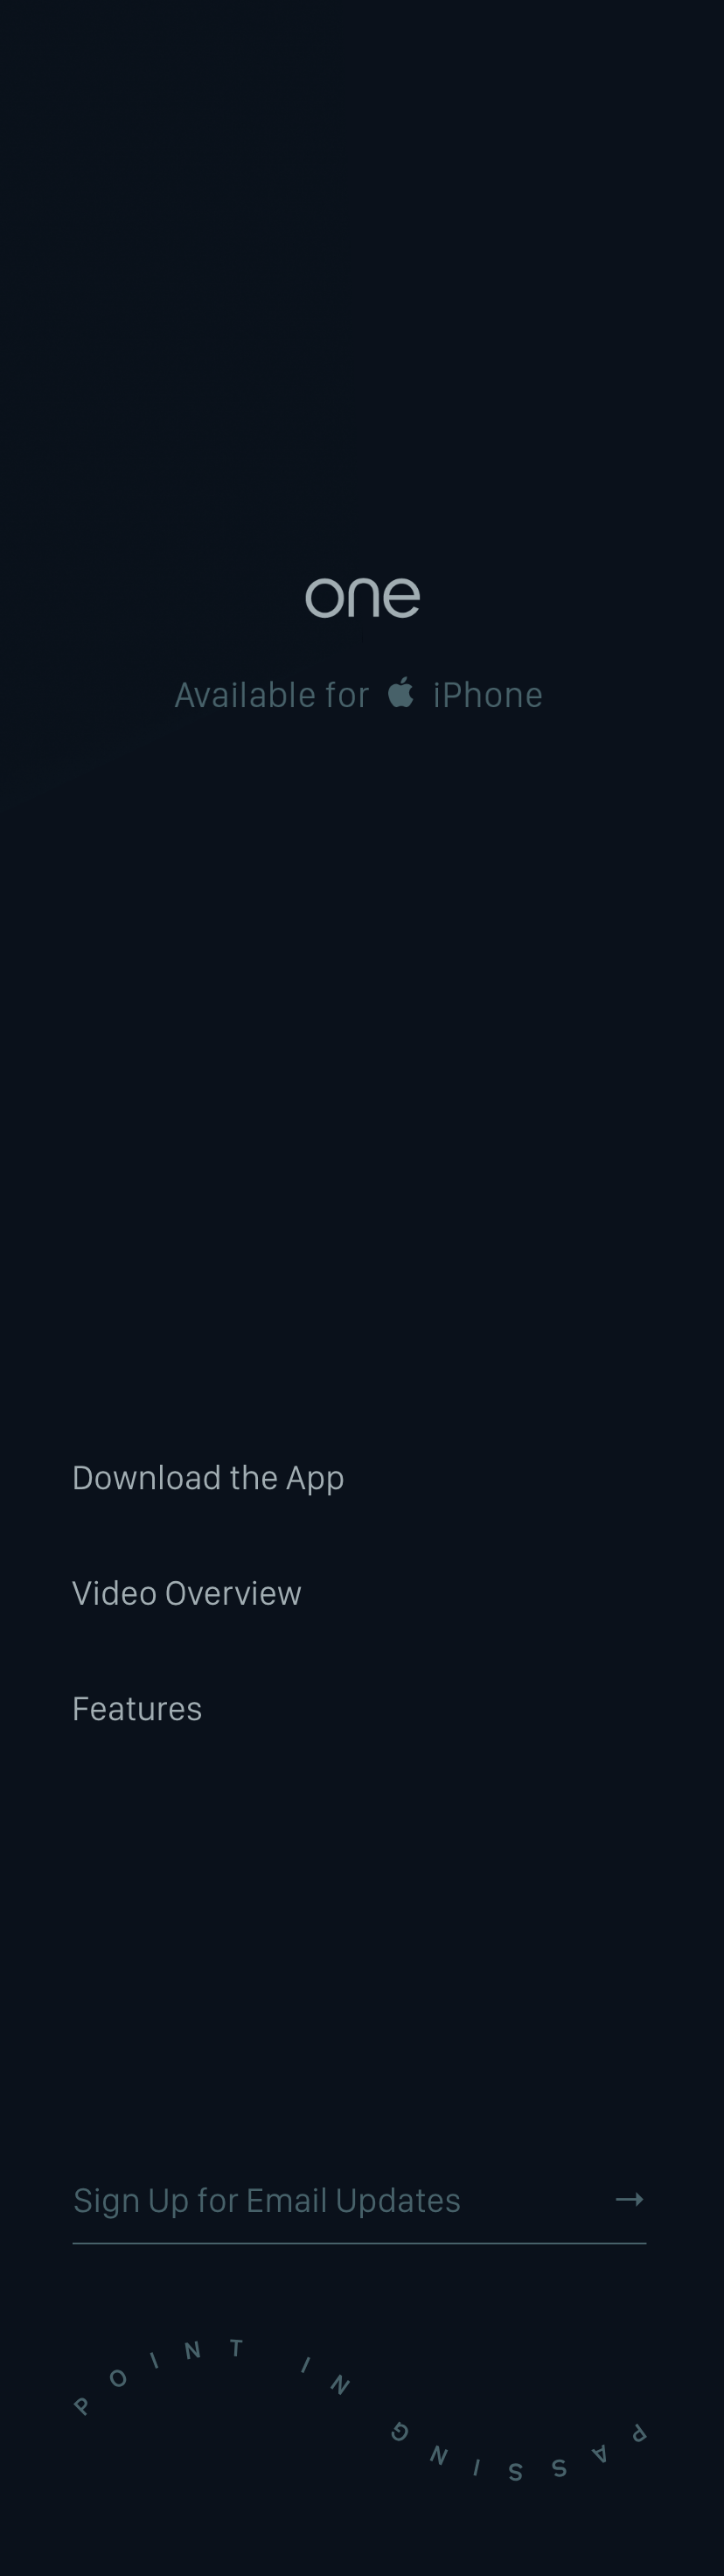 one
Available for iPhone
Download the App
Video Overview
Features
Sign Up for Email Updates →
POINT IN PASSING